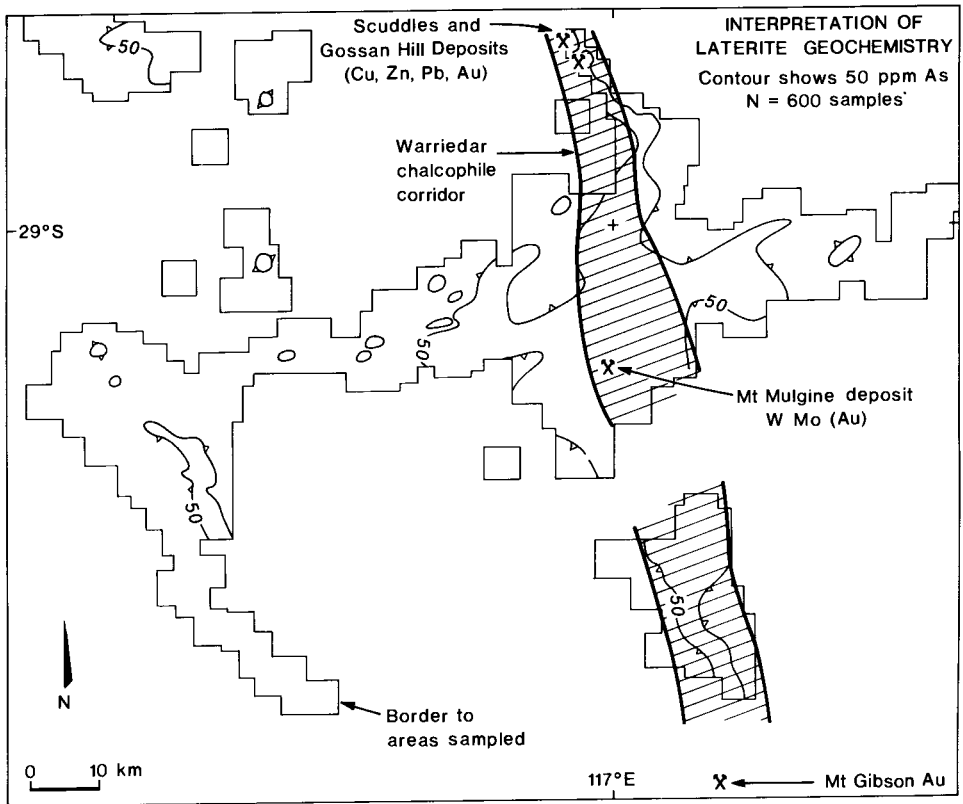 Scuddles and
Gossan Hill Deposits
(Cu, Zn, Pb, Au)
INTERPRETATION OF
LATERITE GEOCHEMISTRY
Contour shows 50 ppm As
N = 600 samples
50
Warriedar
chalcophile
corridor
29°S
50
50
Mt Mulgine deposit
W Mo (Au)
50
50
N
Border to
areas sampled
0 10 km
117°E
Mt Gibson Au